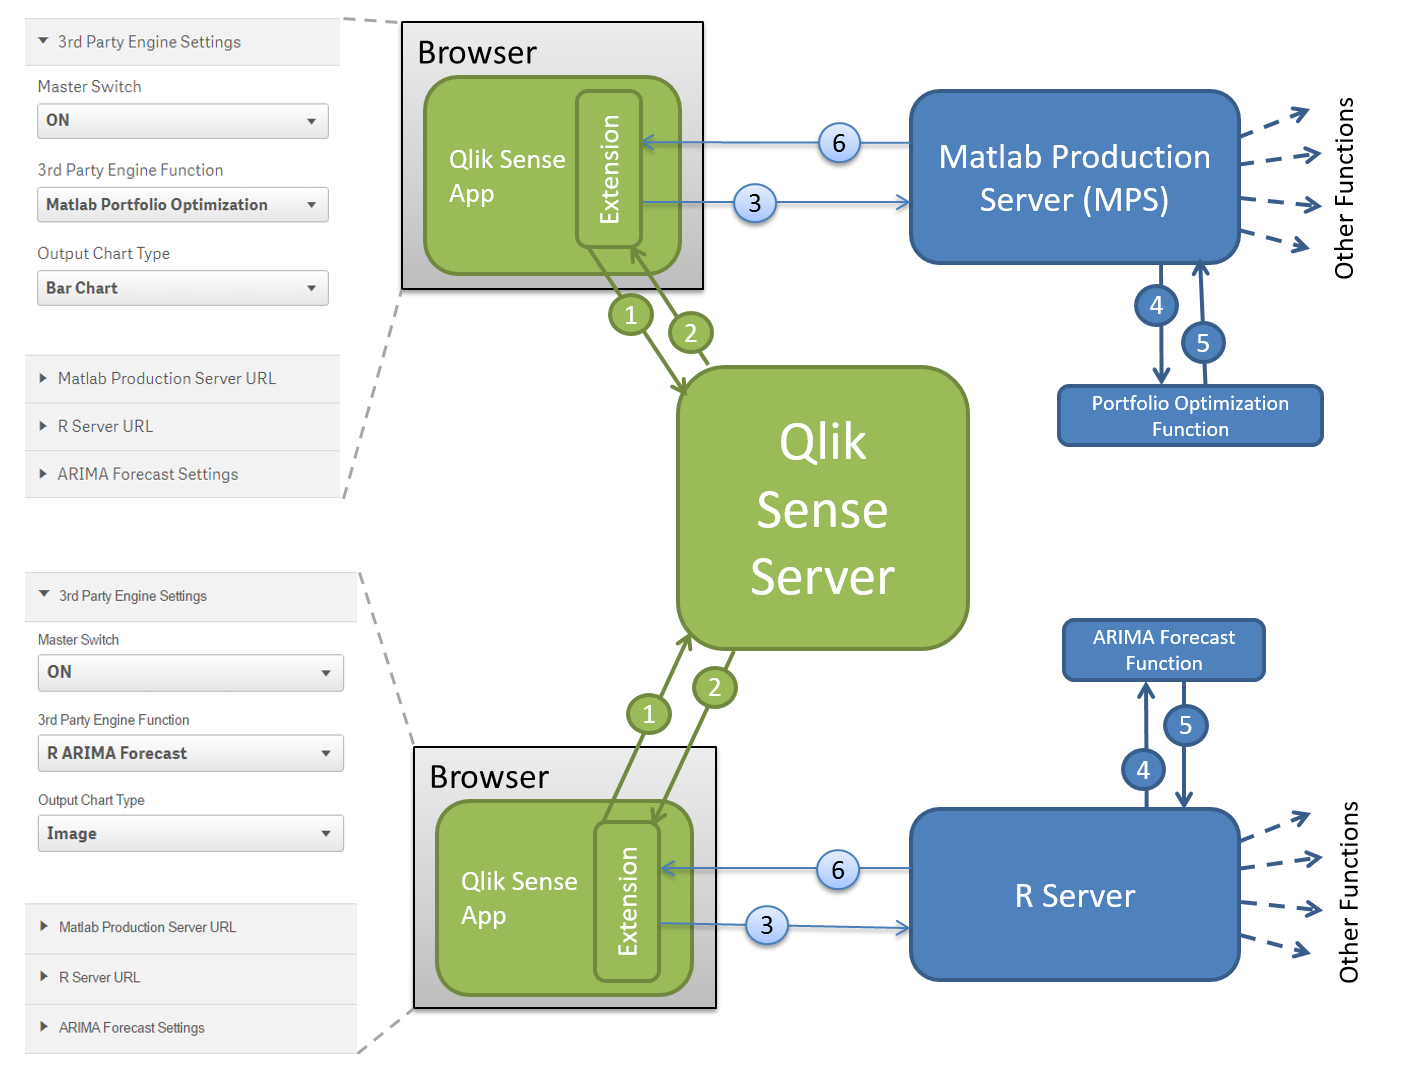 3rd Party Engine Settings
Master Switch
ON
3rd Party Engine Function
Matlab Portfolio Optimization
Output Chart Type
Bar Chart
Matlab Production Server URL
R Server URL
ARIMA Forecast Settings
Browser
Qlik Sense
App
Extension
6
3
Matlab Production
Server (MPS)
Other Functions
1
2
4
5
Portfolio Optimization
Function
Qlik
Sense
Server
3rd Party Engine Settings
Master Switch
ON
3rd Party Engine Function
R ARIMA Forecast
Output Chart Type
Image
Matlab Production Server URL
R Server URL
ARIMA Forecast Settings
1
2
Browser
Qlik Sense
App
Extension
6
3
ARIMA Forecast
Function
5
4
R Server
Other Functions